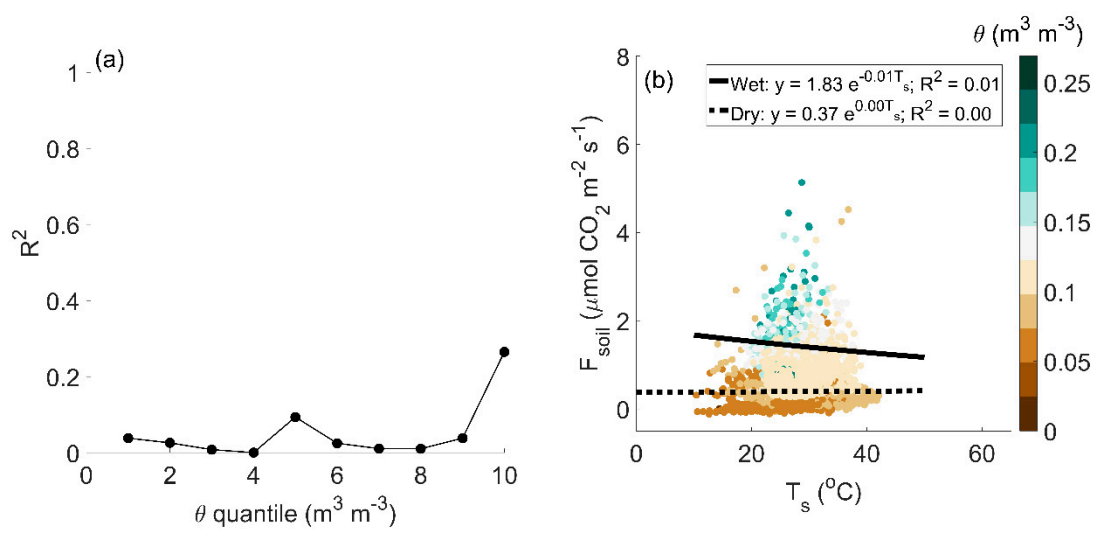 (a)
1
0.8
0.6
0.4
0.2
0
R²
0 2 4 6 8 10
θ quantile (m³ m⁻³)
(b)
8
6
4
2
0
F_soil (μmol CO₂ m⁻² s⁻¹)
Wet: y = 1.83 e^{-0.01T_s}; R² = 0.01
Dry: y = 0.37 e^{0.00T_s}; R² = 0.00
0 20 40 60
T_s (°C)
θ (m³ m⁻³)
0.25
0.2
0.15
0.1
0.05
0